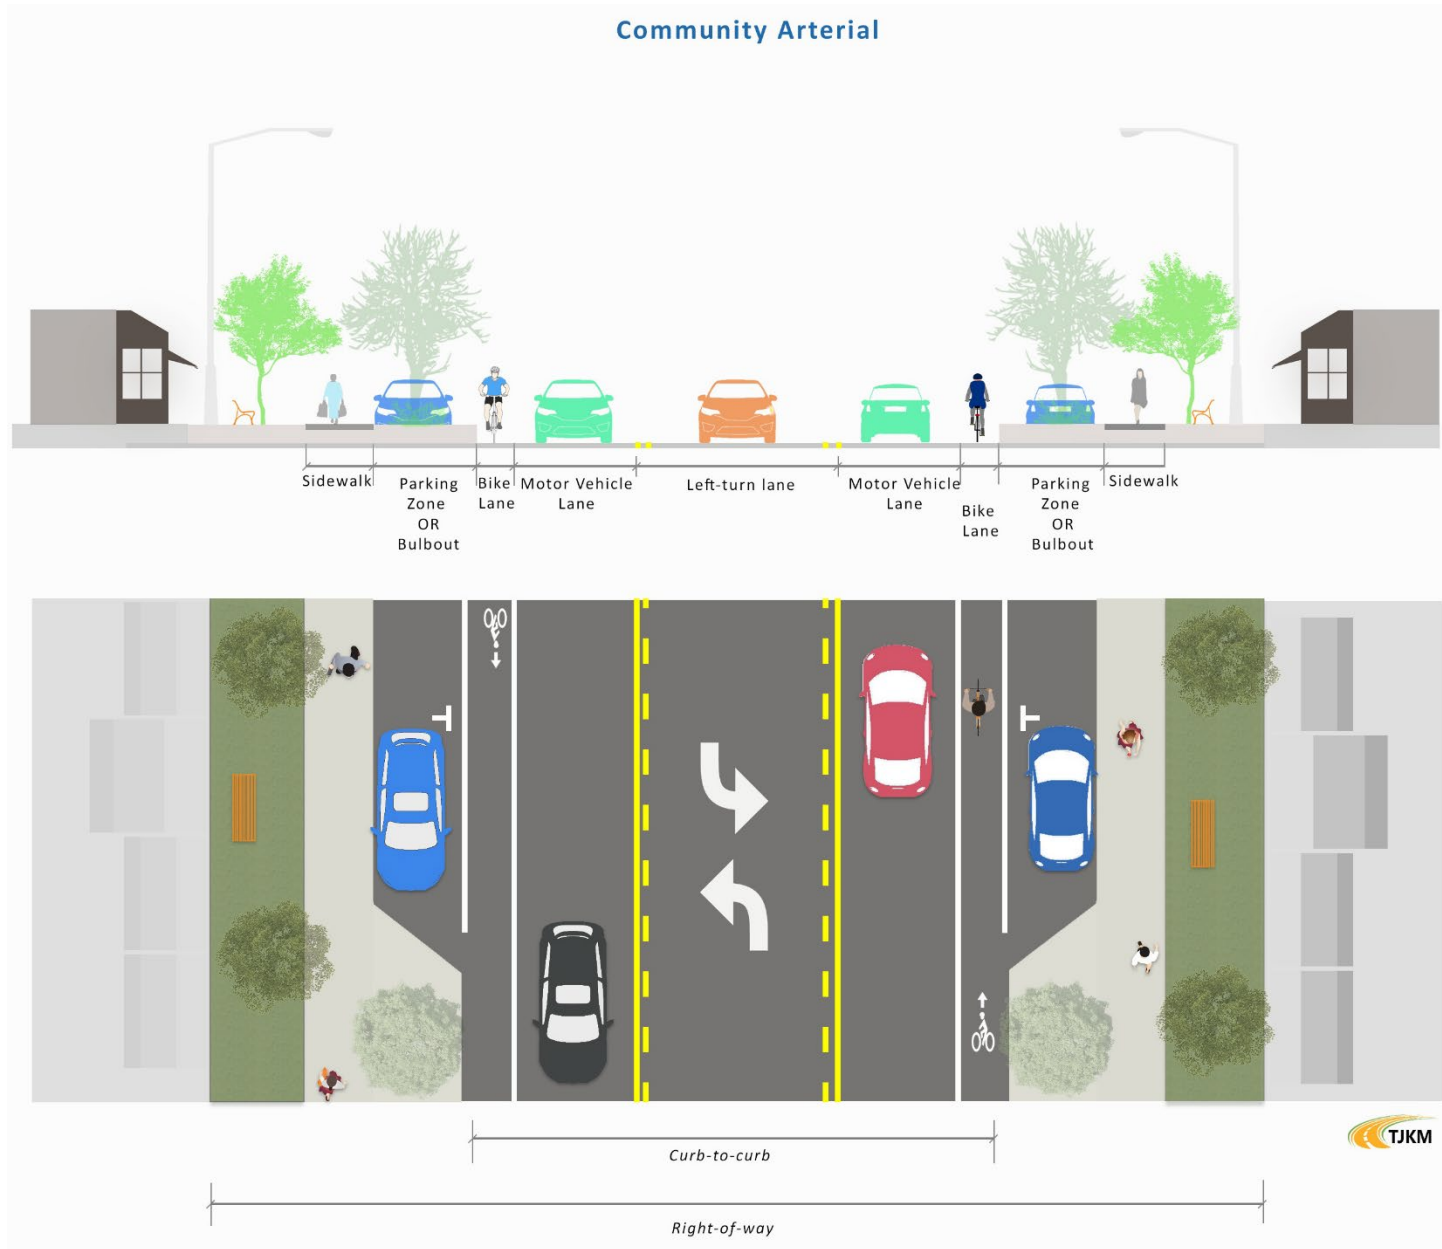 Community Arterial
Sidewalk
Parking
Zone
OR
Bulbout
Bike
Lane
Motor Vehicle
Lane
Left-turn lane
Motor Vehicle
Lane
Bike
Lane
Parking
Zone
OR
Bulbout
Sidewalk
TJKM
Curb-to-curb
Right-of-way